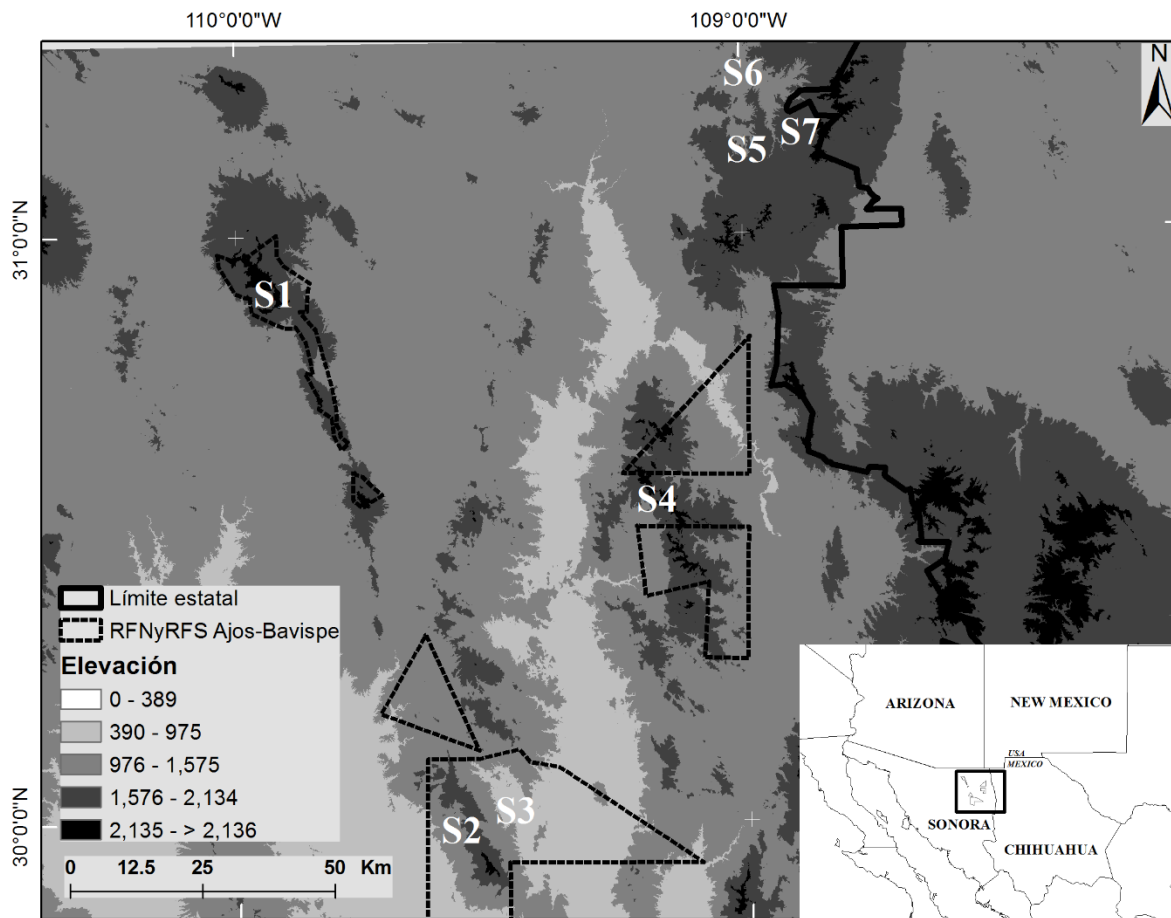 110°0'0"W
109°0'0"W
N
S6
S5
S7
31°0'0"N
S1
S4
Límite estatal
RFNyRFS Ajos-Bavispe
Elevación
0 - 389
390 - 975
976 - 1,575
1,576 - 2,134
2,135 - > 2,136
0
12.5
25
50
Km
30°0'0"N
S3
S2
ARIZONA
NEW MEXICO
USA
MEXICO
SONORA
CHIHUAHUA